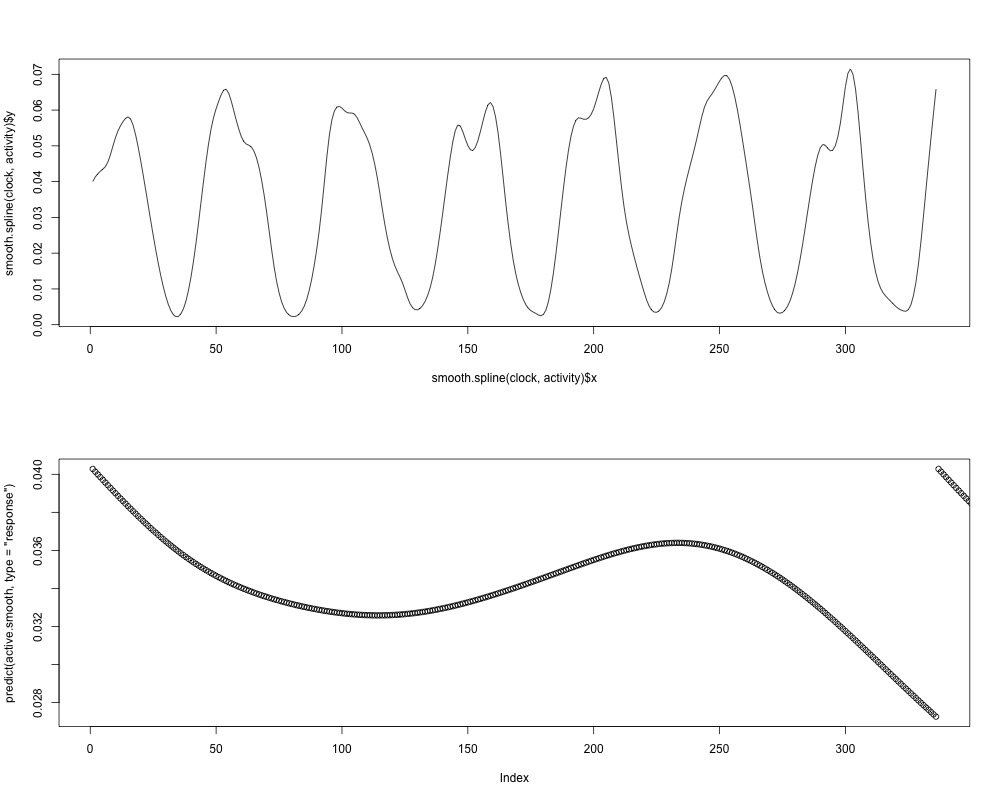 smooth.spline(clock, activity)$y
0.00 0.01 0.02 0.03 0.04 0.05 0.06 0.07
0 50 100 150 200 250 300
smooth.spline(clock, activity)$x
predict(active.smooth, type = "response")
0.028 0.032 0.036 0.040
0 50 100 150 200 250 300
Index